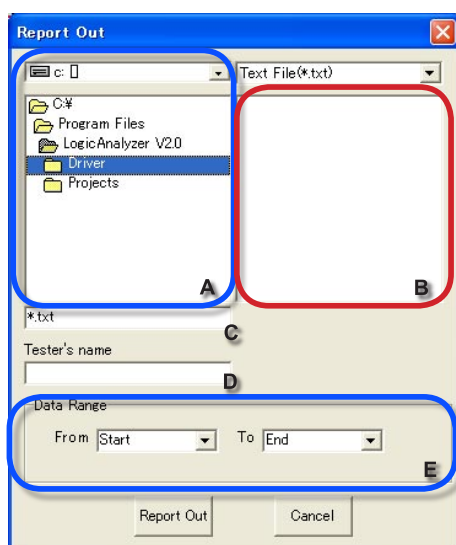 Report Out
c: []
Text File(*.txt)
C:¥
Program Files
LogicAnalyzer V2.0
Driver
Projects
A
B
*.txt
C
Tester's name
D
Data Range
From Start To End
E
Report Out Cancel